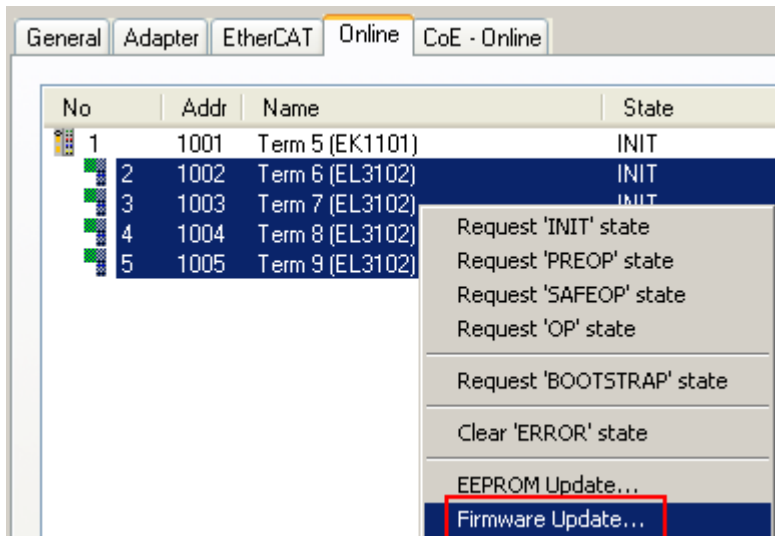 General Adapter EtherCAT Online CoE - Online
No Addr Name State
1 1001 Term 5 (EK1101) INIT
2 1002 Term 6 (EL3102) INIT
3 1003 Term 7 (EL3102) INIT
4 1004 Term 8 (EL3102)
5 1005 Term 9 (EL3102)
Request 'INIT' state
Request 'PREOP' state
Request 'SAFEOP' state
Request 'OP' state
Request 'BOOTSTRAP' state
Clear 'ERROR' state
EEPROM Update...
Firmware Update...